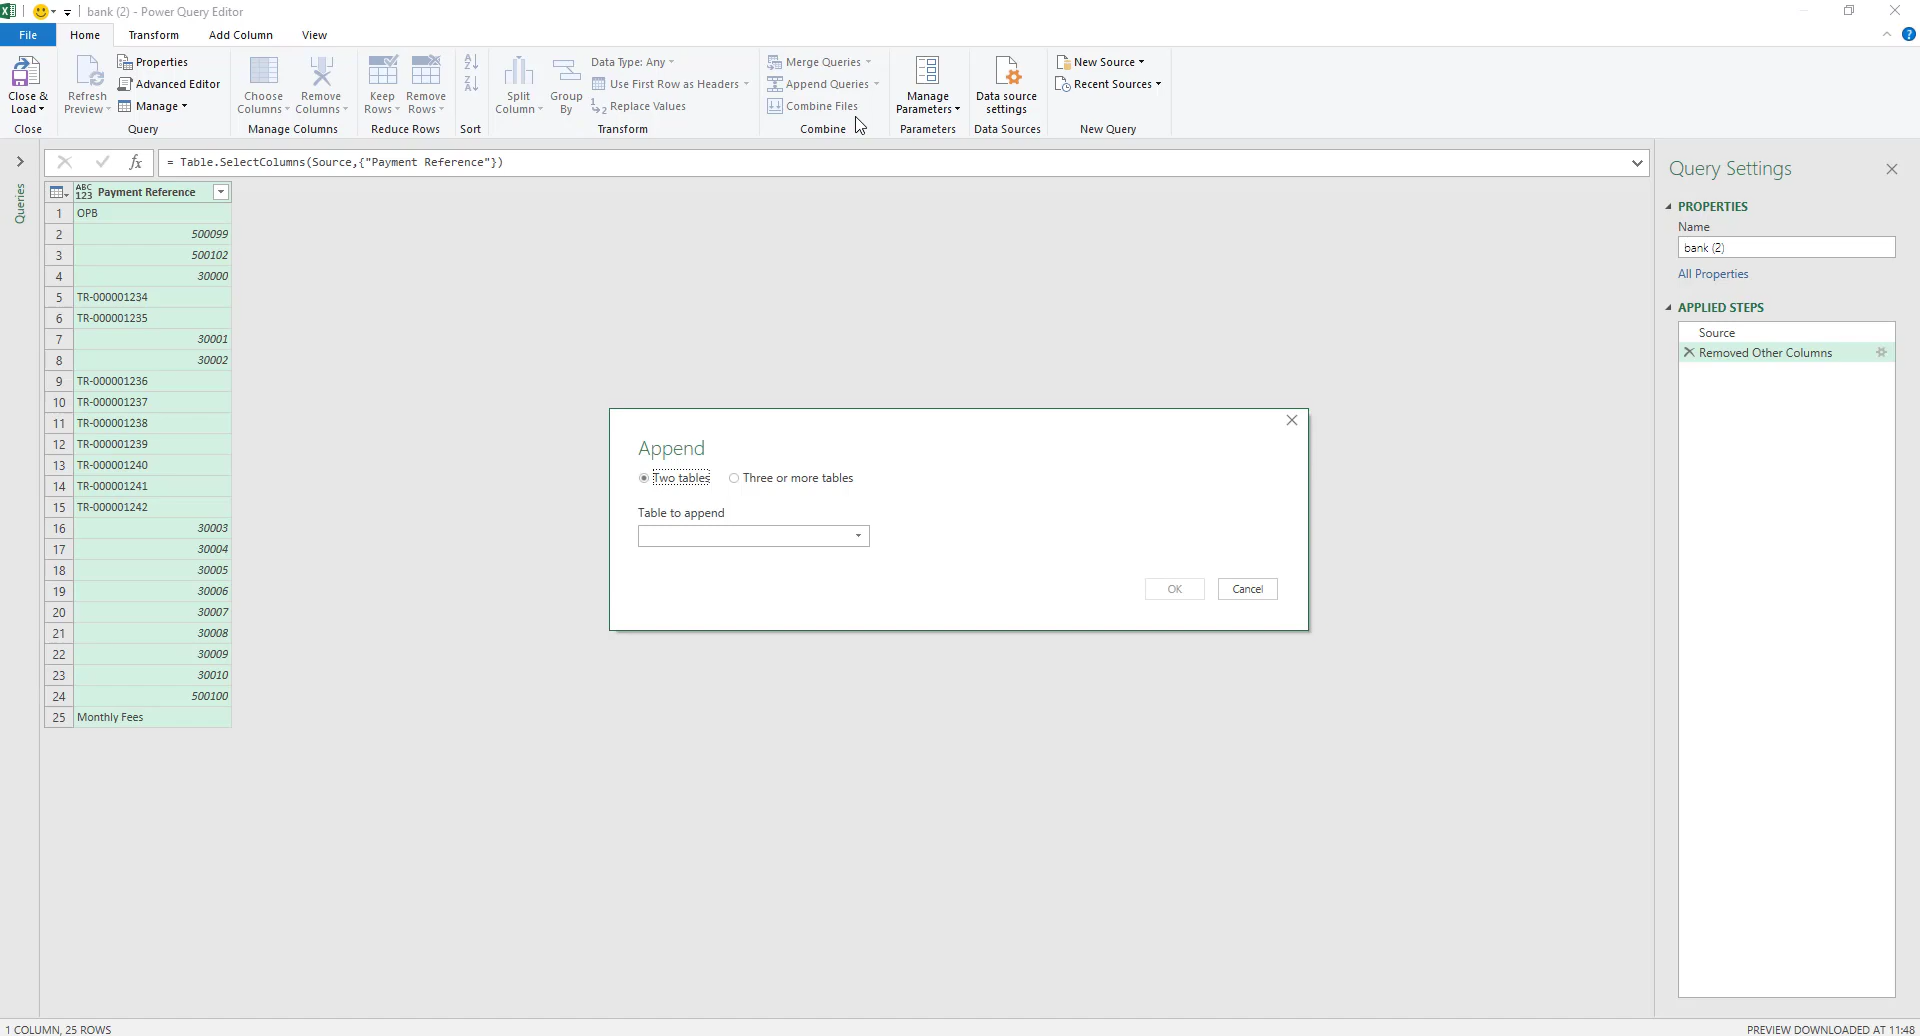 bank (2) - Power Query Editor
File Home Transform Add Column View
Close & Load
Close
Refresh Preview
Properties
Advanced Editor
Manage
Query
Choose Columns
Remove Columns
Manage Columns
Keep Rows
Remove Rows
Reduce Rows
Sort
Split Column
Group By
Data Type: Any
Use First Row as Headers
Replace Values
Transform
Merge Queries
Append Queries
Combine Files
Combine
Manage Parameters
Parameters
Data source settings
Data Sources
New Source
Recent Sources
New Query
Queries
fx = Table.SelectColumns(Source,{"Payment Reference"})
ABC 123 Payment Reference
1 OPB
2 500099
3 500102
4 30000
5 TR-000001234
6 TR-000001235
7 30001
8 30002
9 TR-000001236
10 TR-000001237
11 TR-000001238
12 TR-000001239
13 TR-000001240
14 TR-000001241
15 TR-000001242
16 30003
17 30004
18 30005
19 30006
20 30007
21 30008
22 30009
23 30010
24 500100
25 Monthly Fees
Append
Two tables Three or more tables
Table to append
OK Cancel
Query Settings
PROPERTIES
Name
bank (2)
All Properties
APPLIED STEPS
Source
Removed Other Columns
1 COLUMN, 25 ROWS
PREVIEW DOWNLOADED AT 11:48